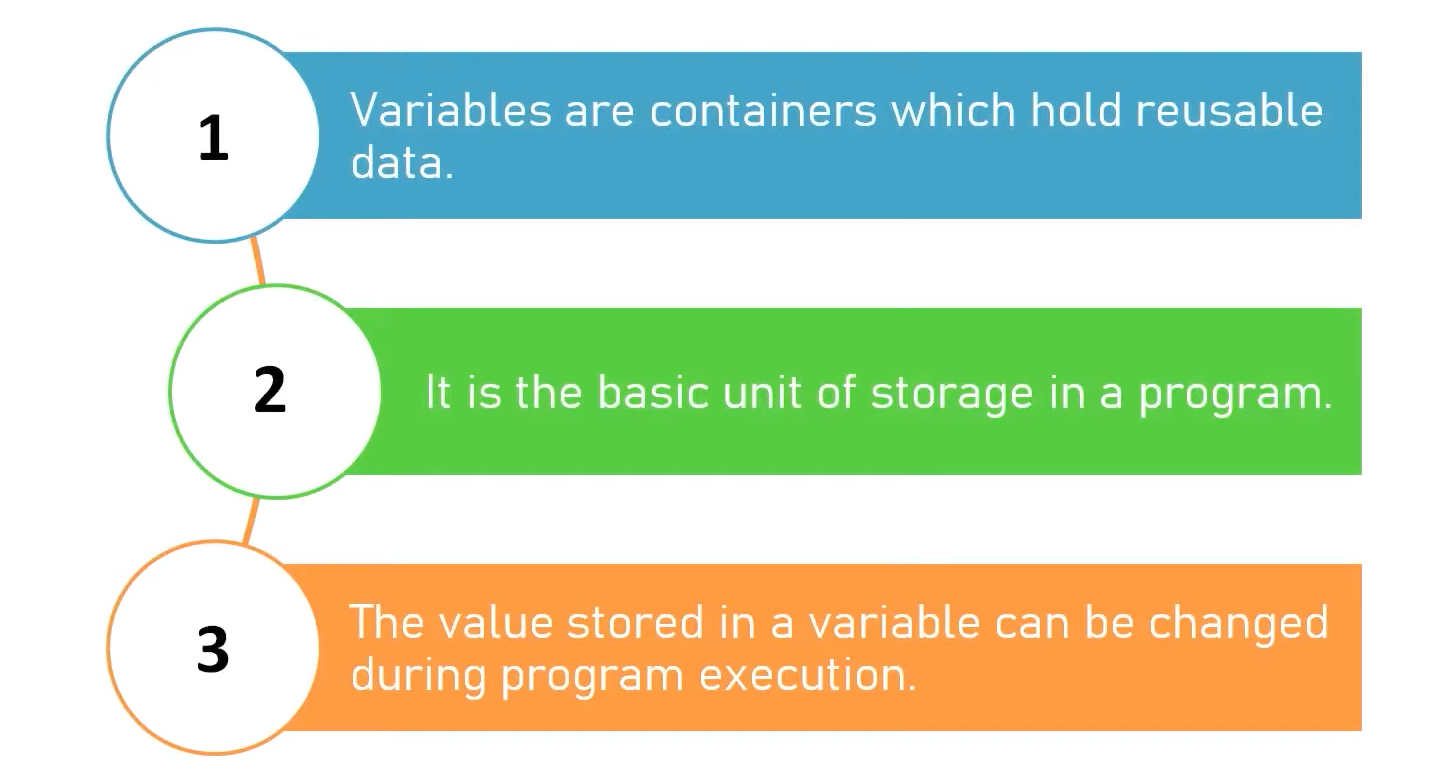 1
Variables are containers which hold reusable
data.
2
It is the basic unit of storage in a program.
3
The value stored in a variable can be changed
during program execution.